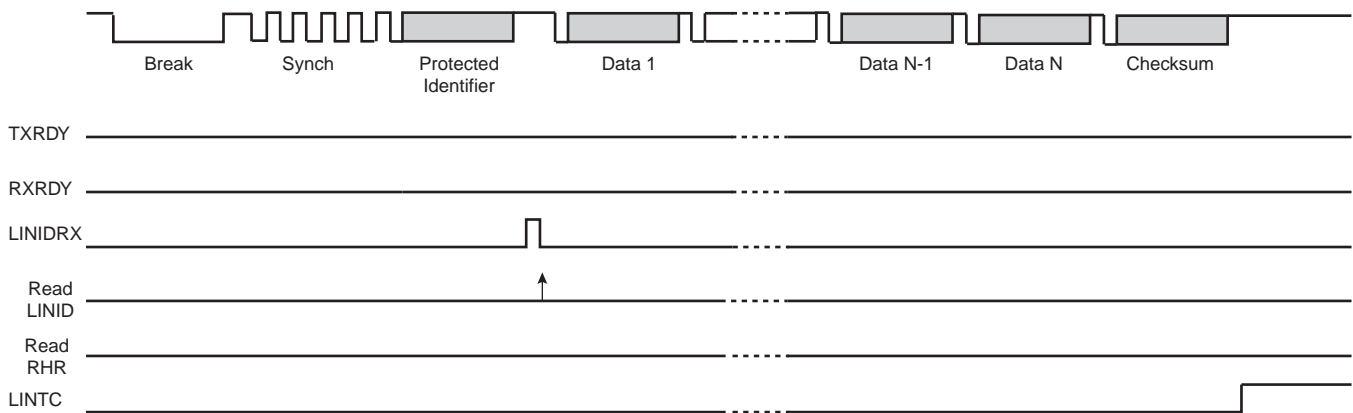 Break
Synch
Protected
Identifier
Data 1
Data N-1
Data N
Checksum
TXRDY
RXRDY
LINIDRX
Read
LINID
Read
RHR
LINTC